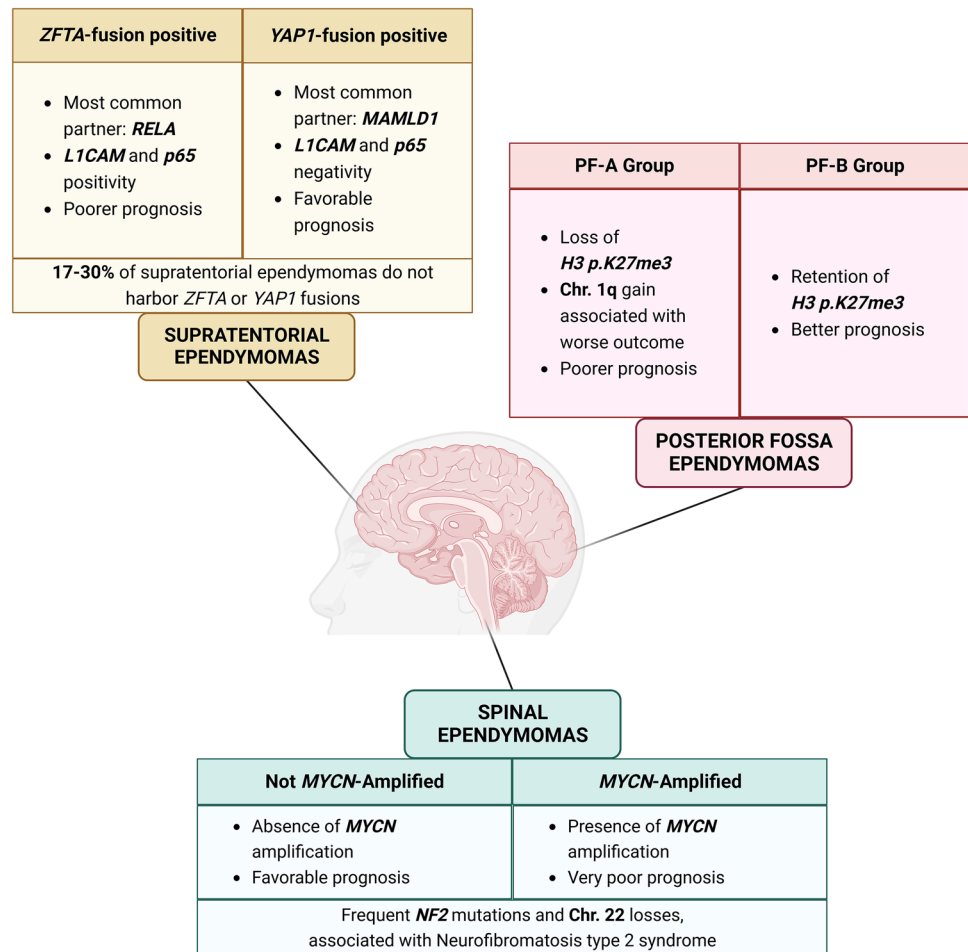 ZFTA-fusion positive
• Most common
partner: RELA
• L1CAM and p65
positivity
• Poorer prognosis
YAP1-fusion positive
• Most common
partner: MAMLD1
• L1CAM and p65
negativity
• Favorable
prognosis
17-30% of supratentorial ependymomas do not
harbor ZFTA or YAP1 fusions
SUPRATENTORIAL
EPENDYMOMAS
PF-A Group
• Loss of
H3 p.K27me3
• Chr. 1q gain
associated with
worse outcome
• Poorer prognosis
PF-B Group
• Retention of
H3 p.K27me3
• Better prognosis
POSTERIOR FOSSA
EPENDYMOMAS
SPINAL
EPENDYMOMAS
Not MYCN-Amplified
• Absence of MYCN
amplification
• Favorable prognosis
MYCN-Amplified
• Presence of MYCN
amplification
• Very poor prognosis
Frequent NF2 mutations and Chr. 22 losses,
associated with Neurofibromatosis type 2 syndrome